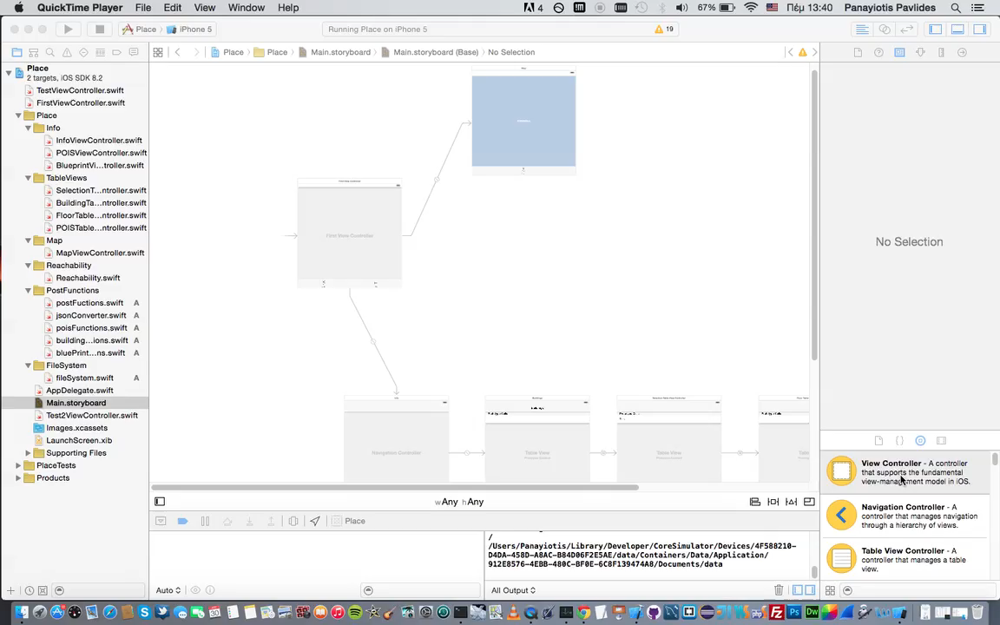 QuickTime Player File Edit View Window Help
4 67% Πέμ 13:40 Panayiotis Pavlides
Place iPhone 5
Running Place on iPhone 5
19
Place Place Main.storyboard Main.storyboard (Base) No Selection
Place
2 targets, iOS SDK 8.2
TestViewController.swift
FirstViewController.swift
Place
Info
InfoViewController.swift
POISViewController.swift
BlueprintVi...troller.swift
TableViews
SelectionT...ntroller.swift
BuildingTa...ntroller.swift
FloorTable...ntroller.swift
POISTable...ntroller.swift
Map
MapViewController.swift
Reachability
Reachability.swift
PostFunctions
postFuctions.swift A
jsonConverter.swift A
poisFunctions.swift A
building...ions.swift A
bluePrint...ns.swift A
FileSystem
fileSystem.swift A
AppDelegate.swift
Main.storyboard
Test2ViewController.swift
Images.xcassets
LaunchScreen.xib
Supporting Files
PlaceTests
Products
First View Controller
Navigation Controller
Table View
Table View
wAny hAny
Place
/
/Users/Panayiotis/Library/Developer/CoreSimulator/Devices/4F588210-
D4DA-458D-A8AC-B84D06F2E5AE/data/Containers/Data/Application/
912E8576-4EBB-480C-BF0E-6C8F139474A8/Documents/data
Auto
All Output
No Selection
View Controller - A controller
that supports the fundamental
view-management model in iOS.
Navigation Controller - A
controller that manages navigation
through a hierarchy of views.
Table View Controller - A
controller that manages a table
view.